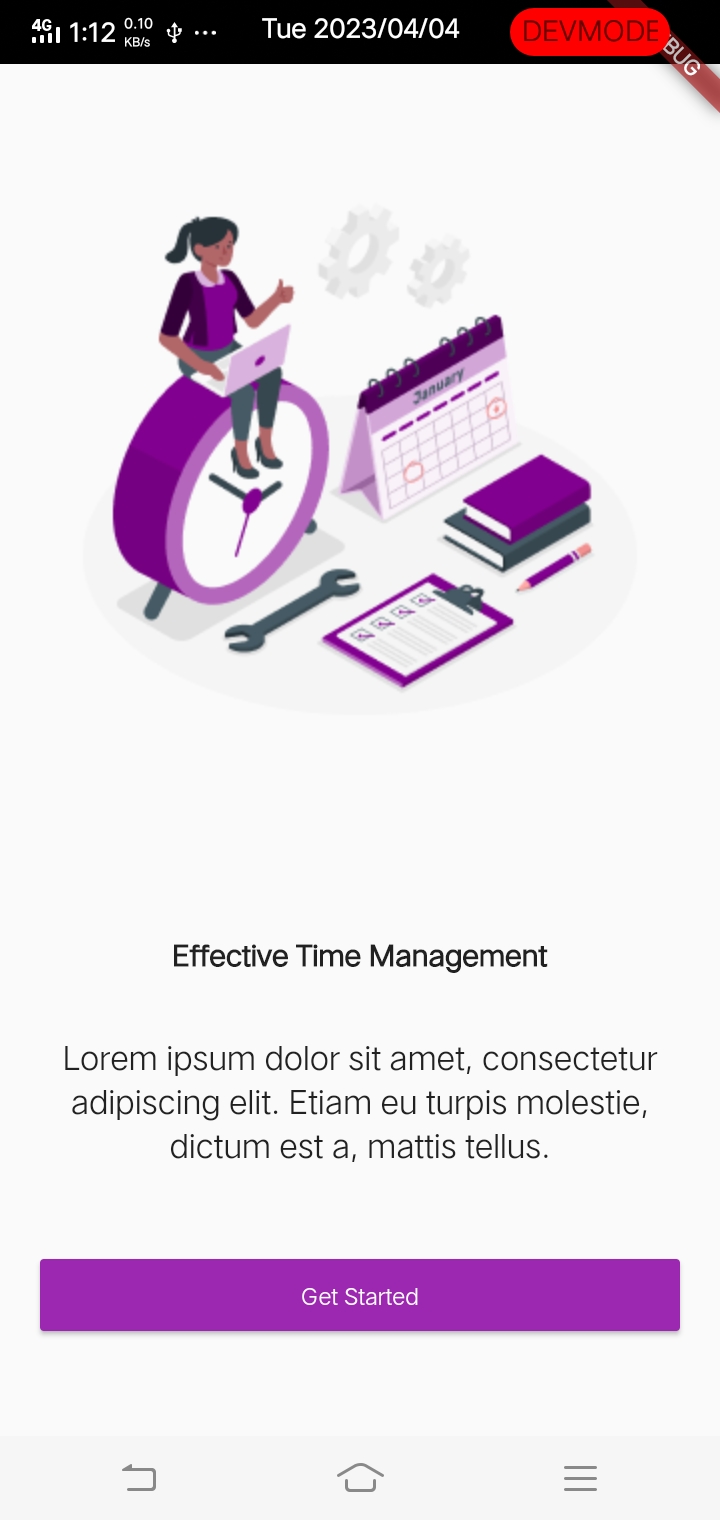 4G 1:12 0.10 KB/s ... Tue 2023/04/04 DEVMODE
BUG
January
Effective Time Management
Lorem ipsum dolor sit amet, consectetur
adipiscing elit. Etiam eu turpis molestie,
dictum est a, mattis tellus.
Get Started